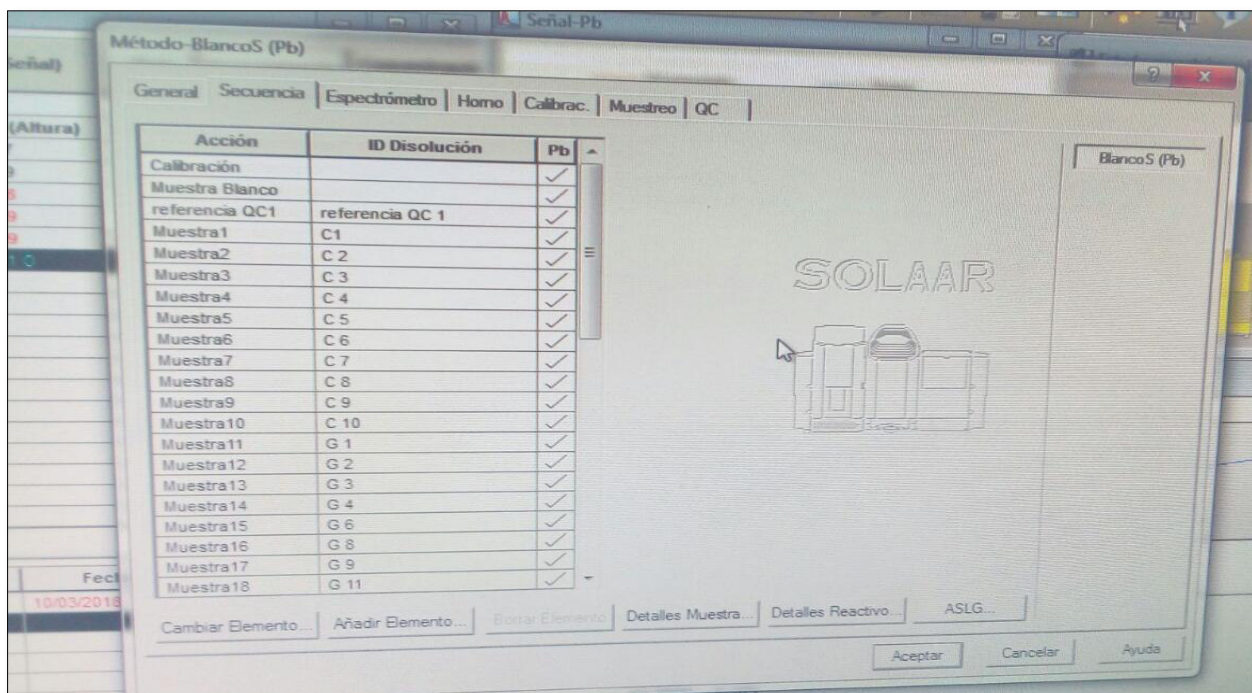 Señal-Pb
Método-BlancoS (Pb)
(Altura)
General Secuencia Espectrómetro Horno Calibrac. Muestreo QC
Acción ID Disolución Pb
Calibración
Muestra Blanco
referencia QC1 referencia QC 1
Muestra1 C1
Muestra2 C 2
Muestra3 C 3
Muestra4 C 4
Muestra5 C 5
Muestra6 C 6
Muestra7 C 7
Muestra8 C 8
Muestra9 C 9
Muestra10 C 10
Muestra11 G 1
Muestra12 G 2
Muestra13 G 3
Muestra14 G 4
Muestra15 G 6
Muestra16 G 8
Muestra17 G 9
Muestra18 G 11
BlancoS (Pb)
SOLAAR
10/03/2018
Cambiar Elemento... Añadir Elemento... Borrar Elemento Detalles Muestra... Detalles Reactivo... ASLG...
Aceptar Cancelar Ayuda